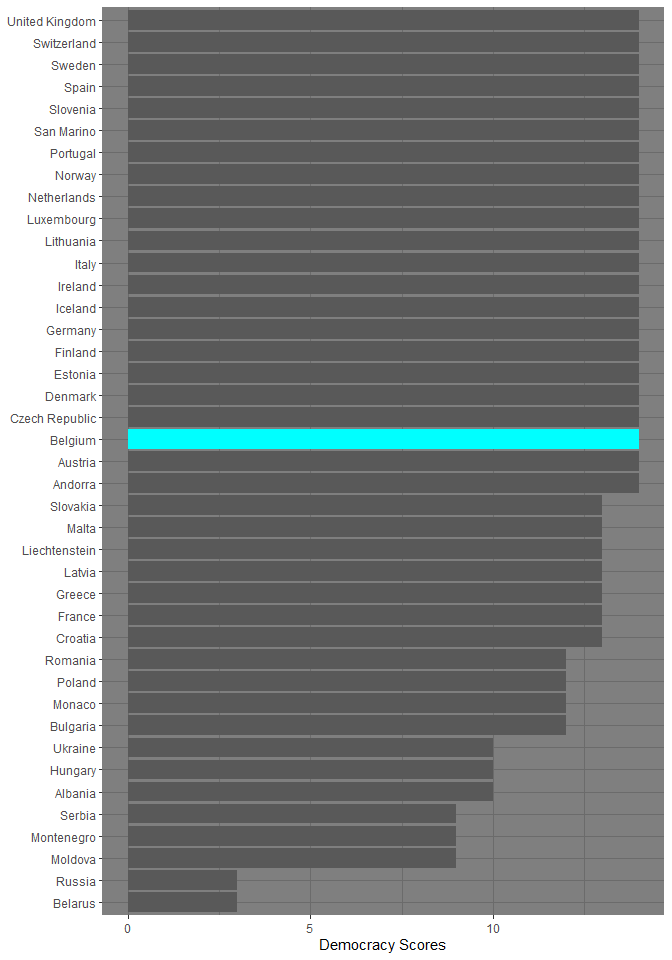 United Kingdom
Switzerland
Sweden
Spain
Slovenia
San Marino
Portugal
Norway
Netherlands
Luxembourg
Lithuania
Italy
Ireland
Iceland
Germany
Finland
Estonia
Denmark
Czech Republic
Belgium
Austria
Andorra
Slovakia
Malta
Liechtenstein
Latvia
Greece
France
Croatia
Romania
Poland
Monaco
Bulgaria
Ukraine
Hungary
Albania
Serbia
Montenegro
Moldova
Russia
Belarus
0 5 10
Democracy Scores